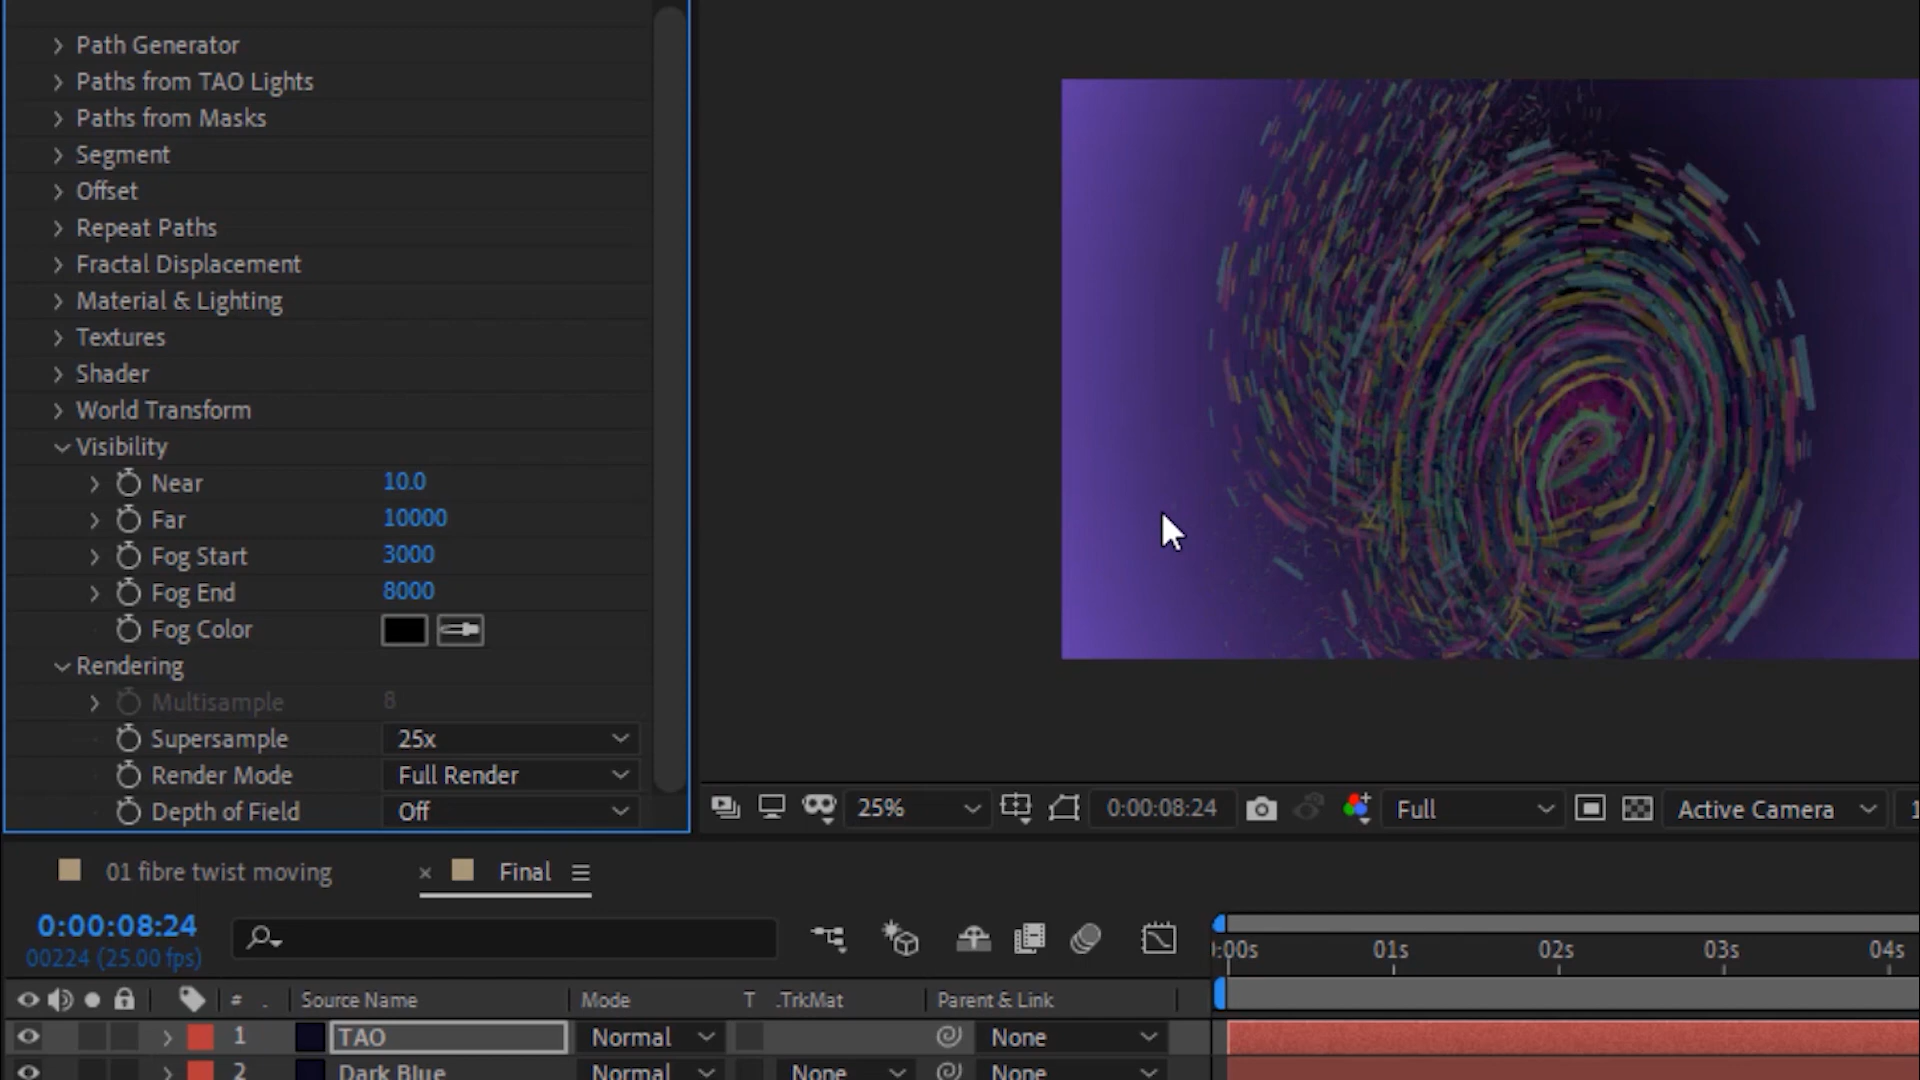 Path Generator
Paths from TAO Lights
Paths from Masks
Segment
Offset
Repeat Paths
Fractal Displacement
Material & Lighting
Textures
Shader
World Transform
Visibility
Near 10.0
Far 10000
Fog Start 3000
Fog End 8000
Fog Color
Rendering
Multisample 8
Supersample 25x
Render Mode Full Render
Depth of Field Off
25% 0:00:08:24 Full Active Camera 1
01 fibre twist moving × Final
0:00:08:24
00224 (25.00 fps)
:00s 01s 02s 03s 04s
# . Source Name Mode T .TrkMat Parent & Link
1 TAO Normal None
2 Dark Blue Normal None None